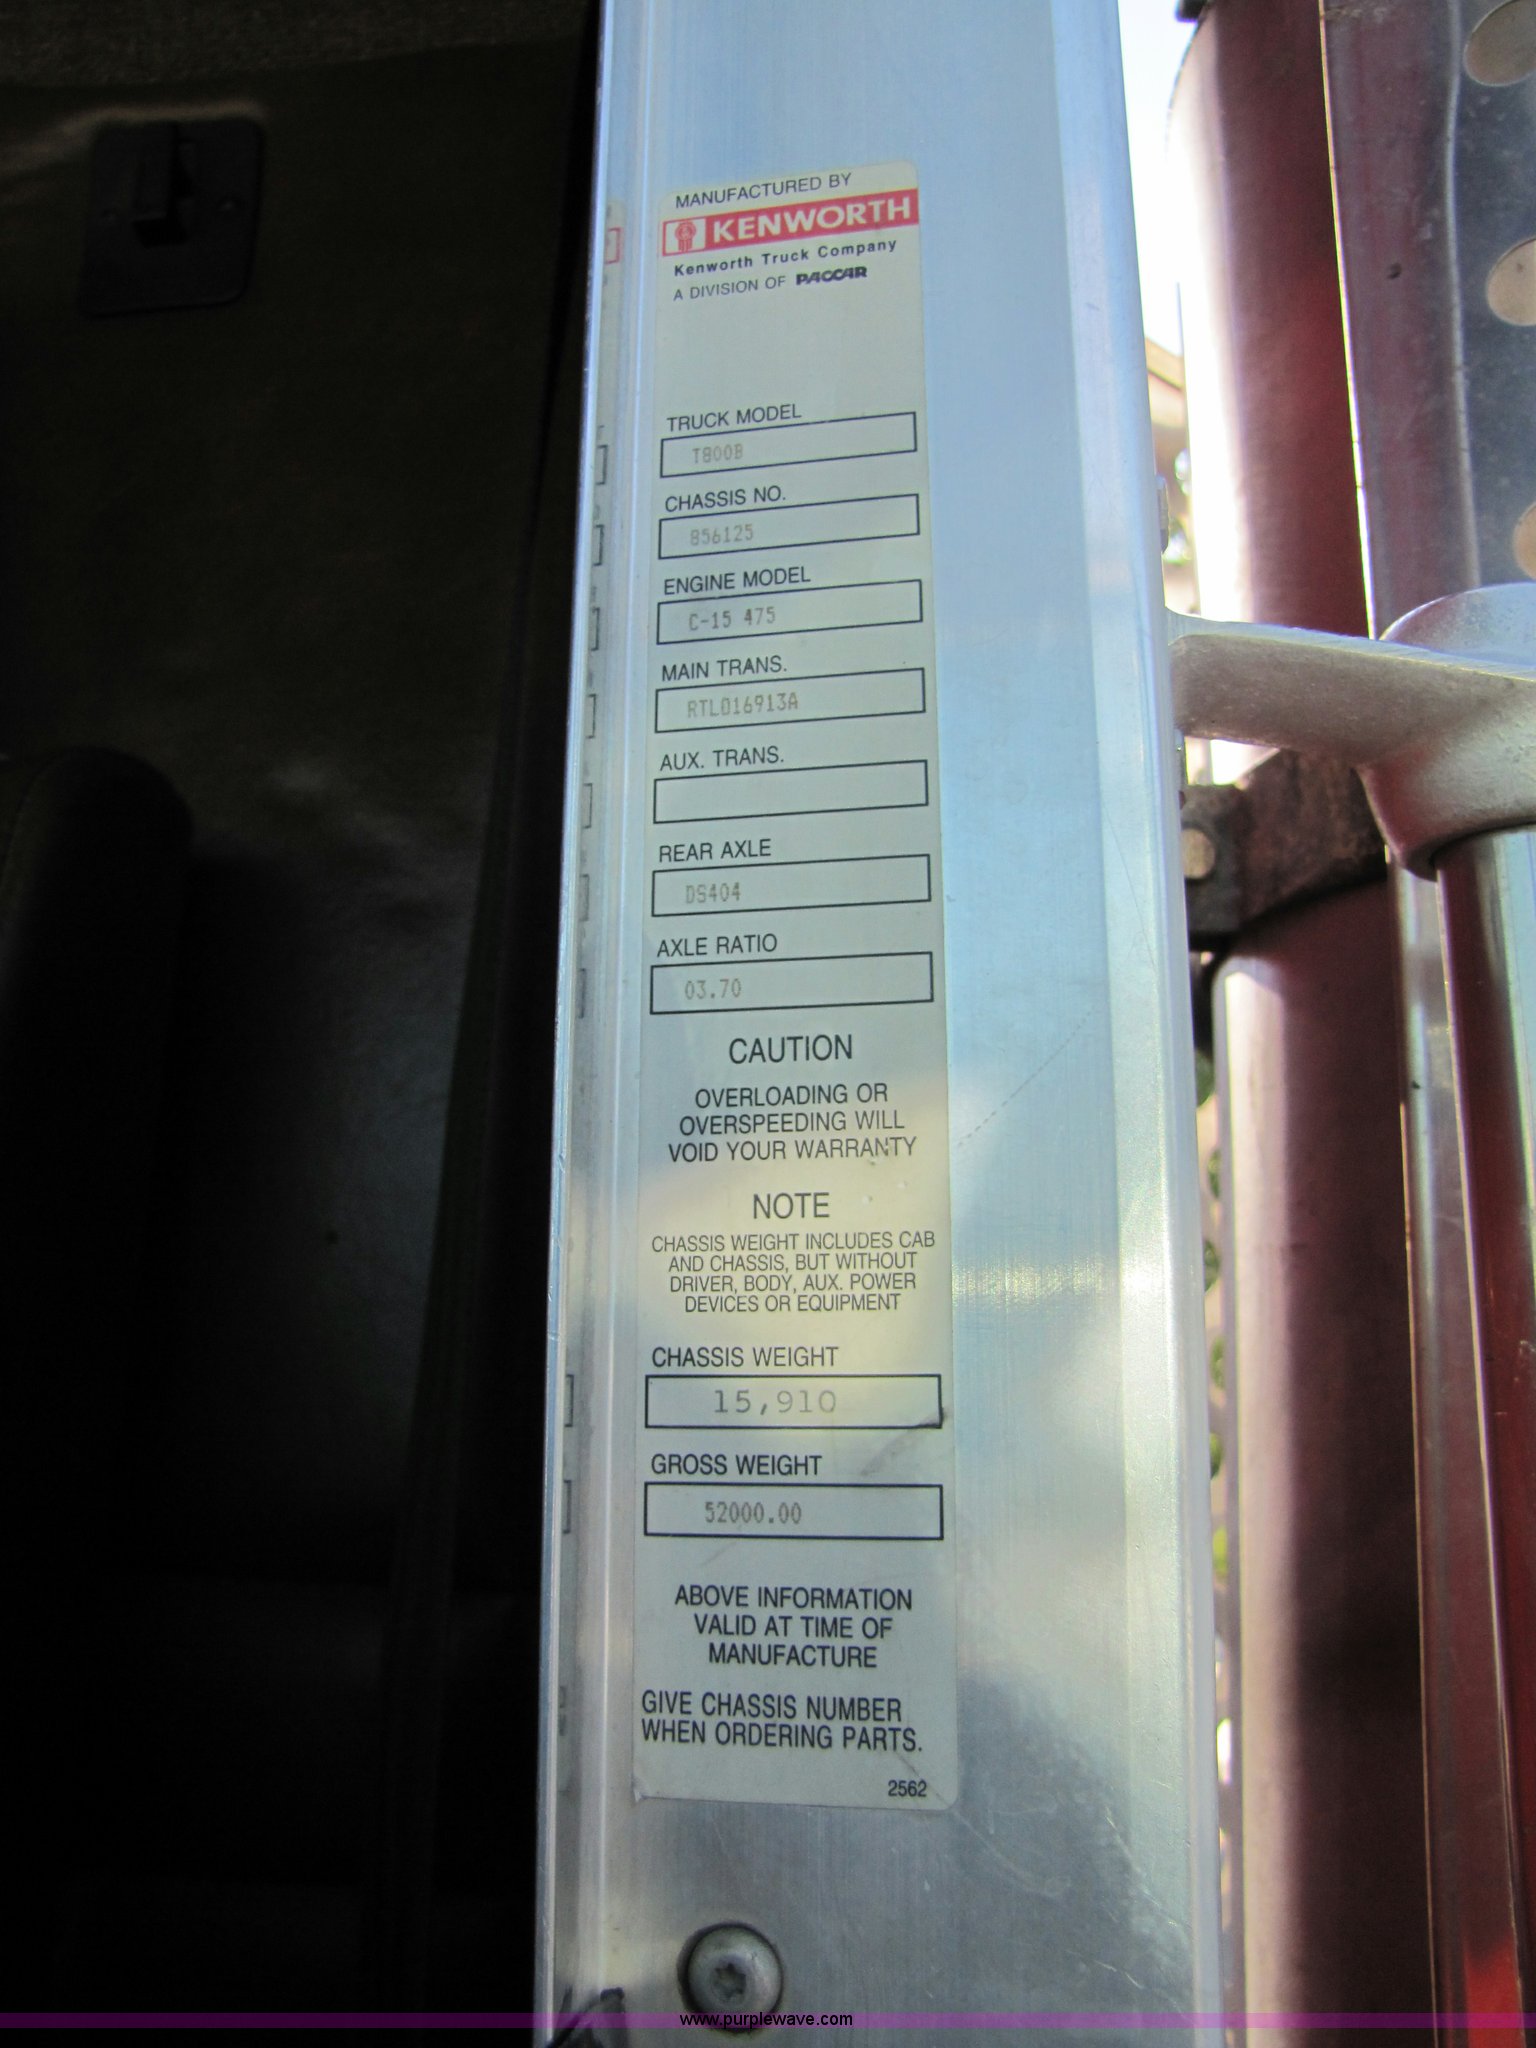 MANUFACTURED BY
KENWORTH
Kenworth Truck Company
A DIVISION OF PACCAR
TRUCK MODEL
T800B
CHASSIS NO.
856125
ENGINE MODEL
C-15 475
MAIN TRANS.
RTLO16913A
AUX. TRANS.
REAR AXLE
DS404
AXLE RATIO
03.70
CAUTION
OVERLOADING OR
OVERSPEEDING WILL
VOID YOUR WARRANTY
NOTE
CHASSIS WEIGHT INCLUDES CAB
AND CHASSIS, BUT WITHOUT
DRIVER, BODY, AUX. POWER
DEVICES OR EQUIPMENT
CHASSIS WEIGHT
15,910
GROSS WEIGHT
52000.00
ABOVE INFORMATION
VALID AT TIME OF
MANUFACTURE
GIVE CHASSIS NUMBER
WHEN ORDERING PARTS.
2562
www.purplewave.com